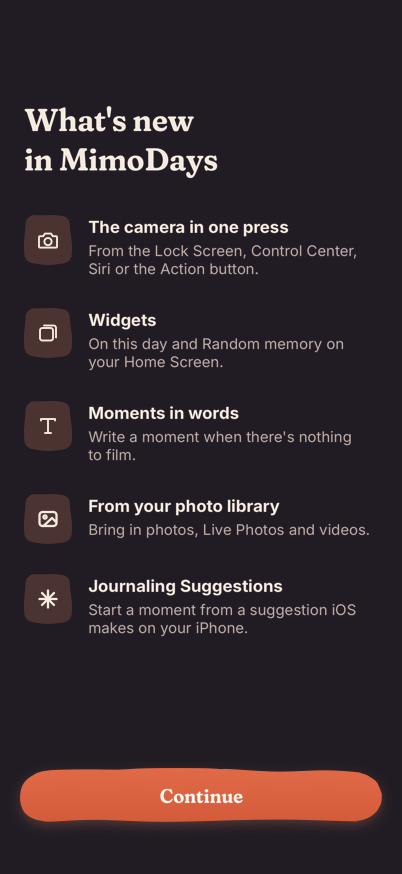 What's new
in MimoDays
The camera in one press
From the Lock Screen, Control Center,
Siri or the Action button.
Widgets
On this day and Random memory on
your Home Screen.
Moments in words
Write a moment when there's nothing
to film.
From your photo library
Bring in photos, Live Photos and videos.
Journaling Suggestions
Start a moment from a suggestion iOS
makes on your iPhone.
Continue